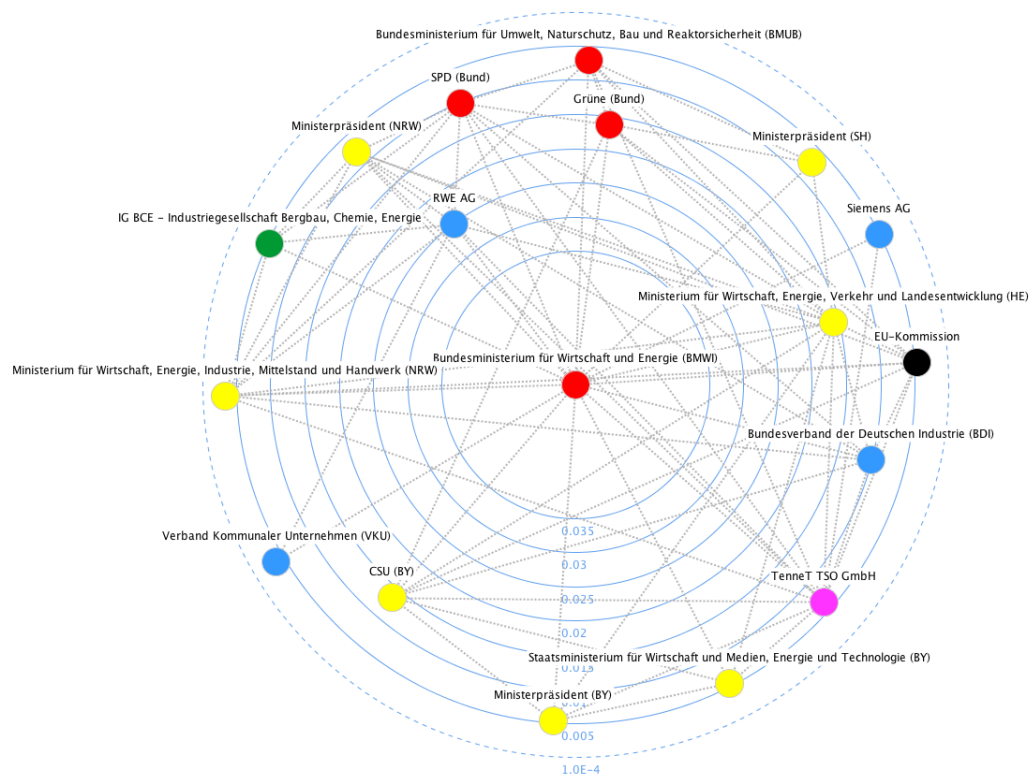 Bundesministerium für Umwelt, Naturschutz, Bau und Reaktorsicherheit (BMUB)
SPD (Bund)
Grüne (Bund)
Ministerpräsident (NRW)
Ministerpräsident (SH)
RWE AG
Siemens AG
IG BCE - Industriegesellschaft Bergbau, Chemie, Energie
Ministerium für Wirtschaft, Energie, Verkehr und Landesentwicklung (HE)
EU-Kommission
Bundesministerium für Wirtschaft und Energie (BMWI)
Ministerium für Wirtschaft, Energie, Industrie, Mittelstand und Handwerk (NRW)
Bundesverband der Deutschen Industrie (BDI)
0.035
Verband Kommunaler Unternehmen (VKU)
0.03
CSU (BY)
TenneT TSO GmbH
0.025
0.02
Staatsministerium für Wirtschaft und Medien, Energie und Technologie (BY)
0.015
Ministerpräsident (BY)
0.005
1.0E-4